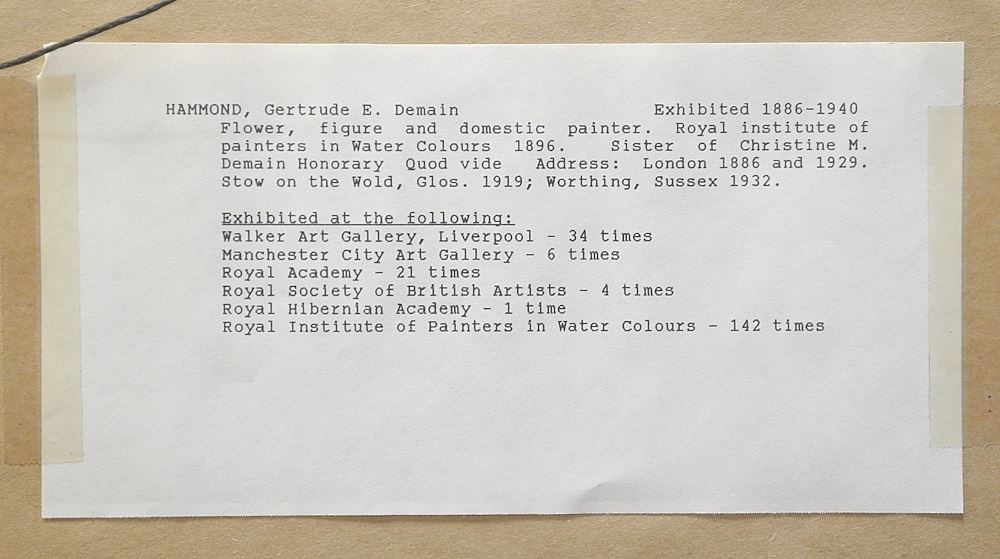 HAMMOND, Gertrude E. Demain Exhibited 1886-1940
Flower, figure and domestic painter. Royal institute of
painters in Water Colours 1896. Sister of Christine M.
Demain Honorary Quod vide Address: London 1886 and 1929.
Stow on the Wold, Glos. 1919; Worthing, Sussex 1932.
Exhibited at the following:
Walker Art Gallery, Liverpool - 34 times
Manchester City Art Gallery - 6 times
Royal Academy - 21 times
Royal Society of British Artists - 4 times
Royal Hibernian Academy - 1 time
Royal Institute of Painters in Water Colours - 142 times